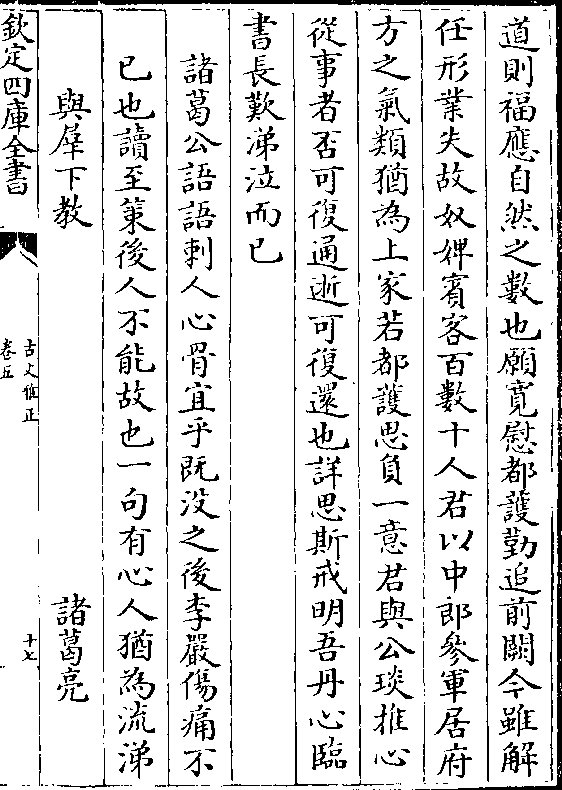 道則福應自然之數也願寬慰都護勤追前闕今雖解
任形業失故奴婢賓客百數十人君以中郎參軍居府
方之氣類猶為上家若都護思負一意君與公琰推心
從事者否可復通逝可復還也詳思斯戒明吾丹心臨
書長歎涕泣而已
諸葛公語語刺人心骨宜乎既没之後李嚴傷痛不
已也讀至策後人不能故也一句有心人猶為流涕
與羣下教 諸葛亮
欽定四庫全書
古文雅正
卷五
十七